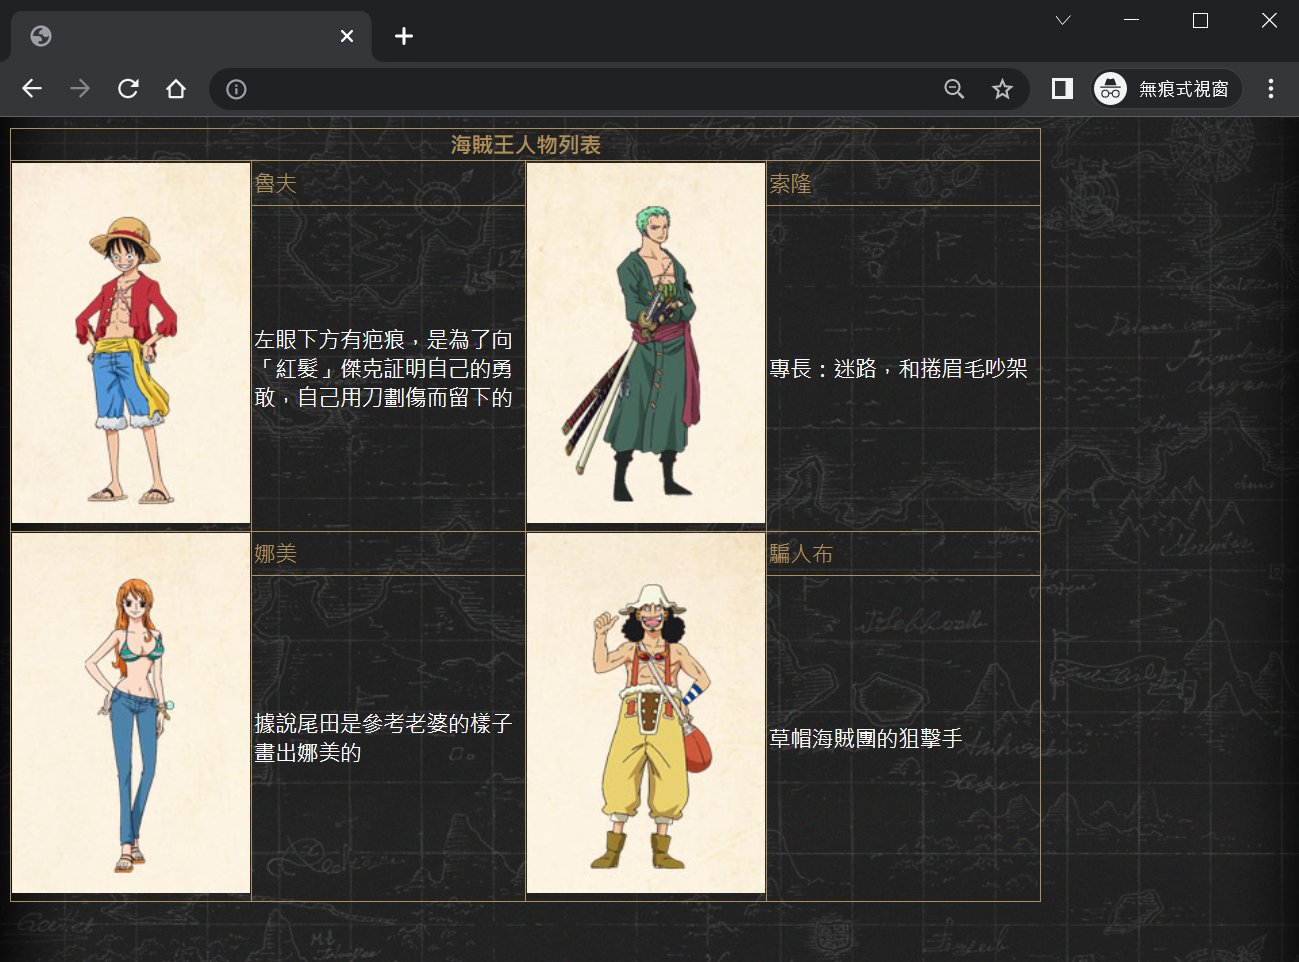 無痕式視窗
海賊王人物列表
魯夫
左眼下方有疤痕，是為了向
「紅髮」傑克証明自己的勇
敢，自己用刀劃傷而留下的
索隆
專長：迷路，和捲眉毛吵架
娜美
據說尾田是參考老婆的樣子
畫出娜美的
騙人布
草帽海賊團的狙擊手